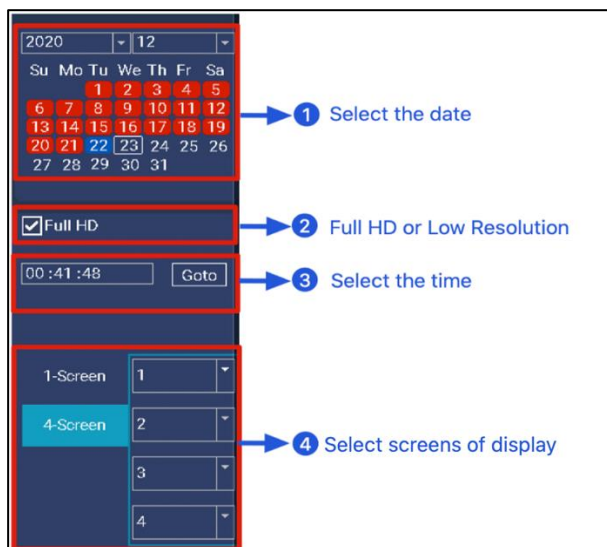 2020 12
Su Mo Tu We Th Fr Sa
1 2 3 4 5
6 7 8 9 10 11 12
13 14 15 16 17 18 19
20 21 22 23 24 25 26
27 28 29 30 31
1 Select the date
Full HD
2 Full HD or Low Resolution
00 :41 :48 Goto
3 Select the time
1-Screen 1
4-Screen 2
3
4
4 Select screens of display